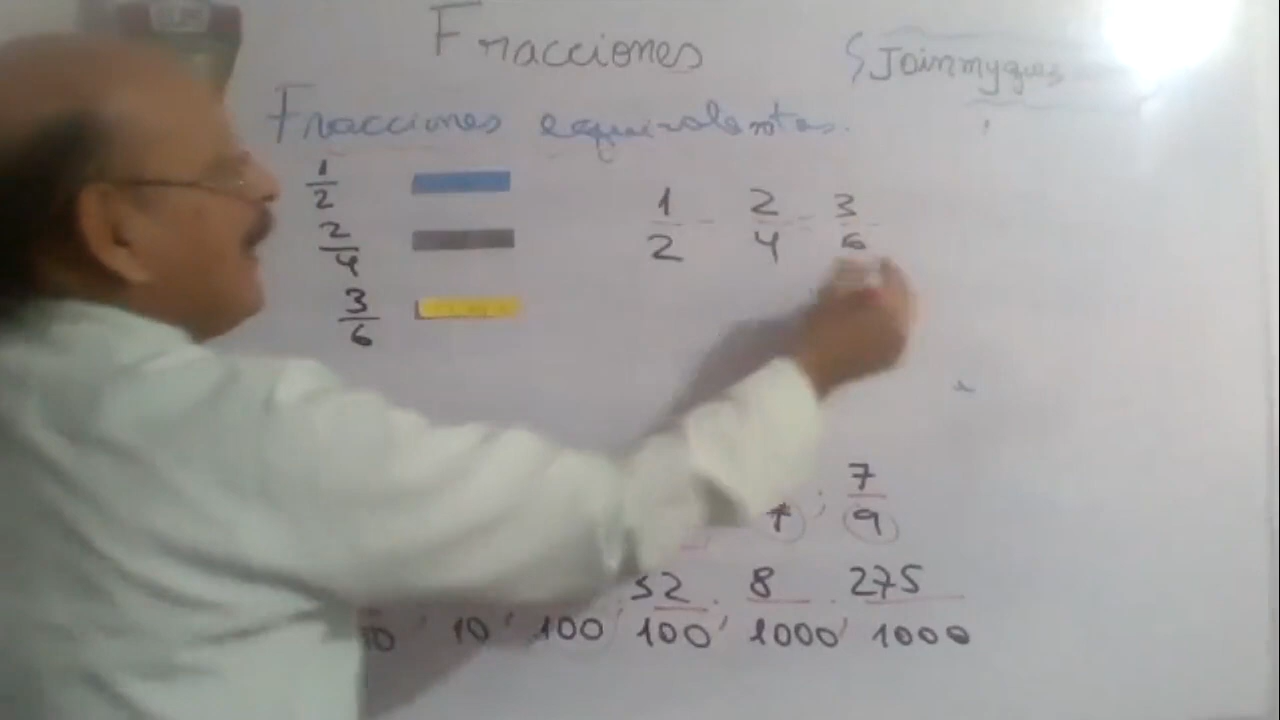 Fracciones
Joinmyques
Fracciones equivalentes.
1/2
2/4
3/6
1/2 = 2/4 = 3/6
; 7/9
10 , 10 , 100 ; 52/100 , 8/1000 , 275/1000